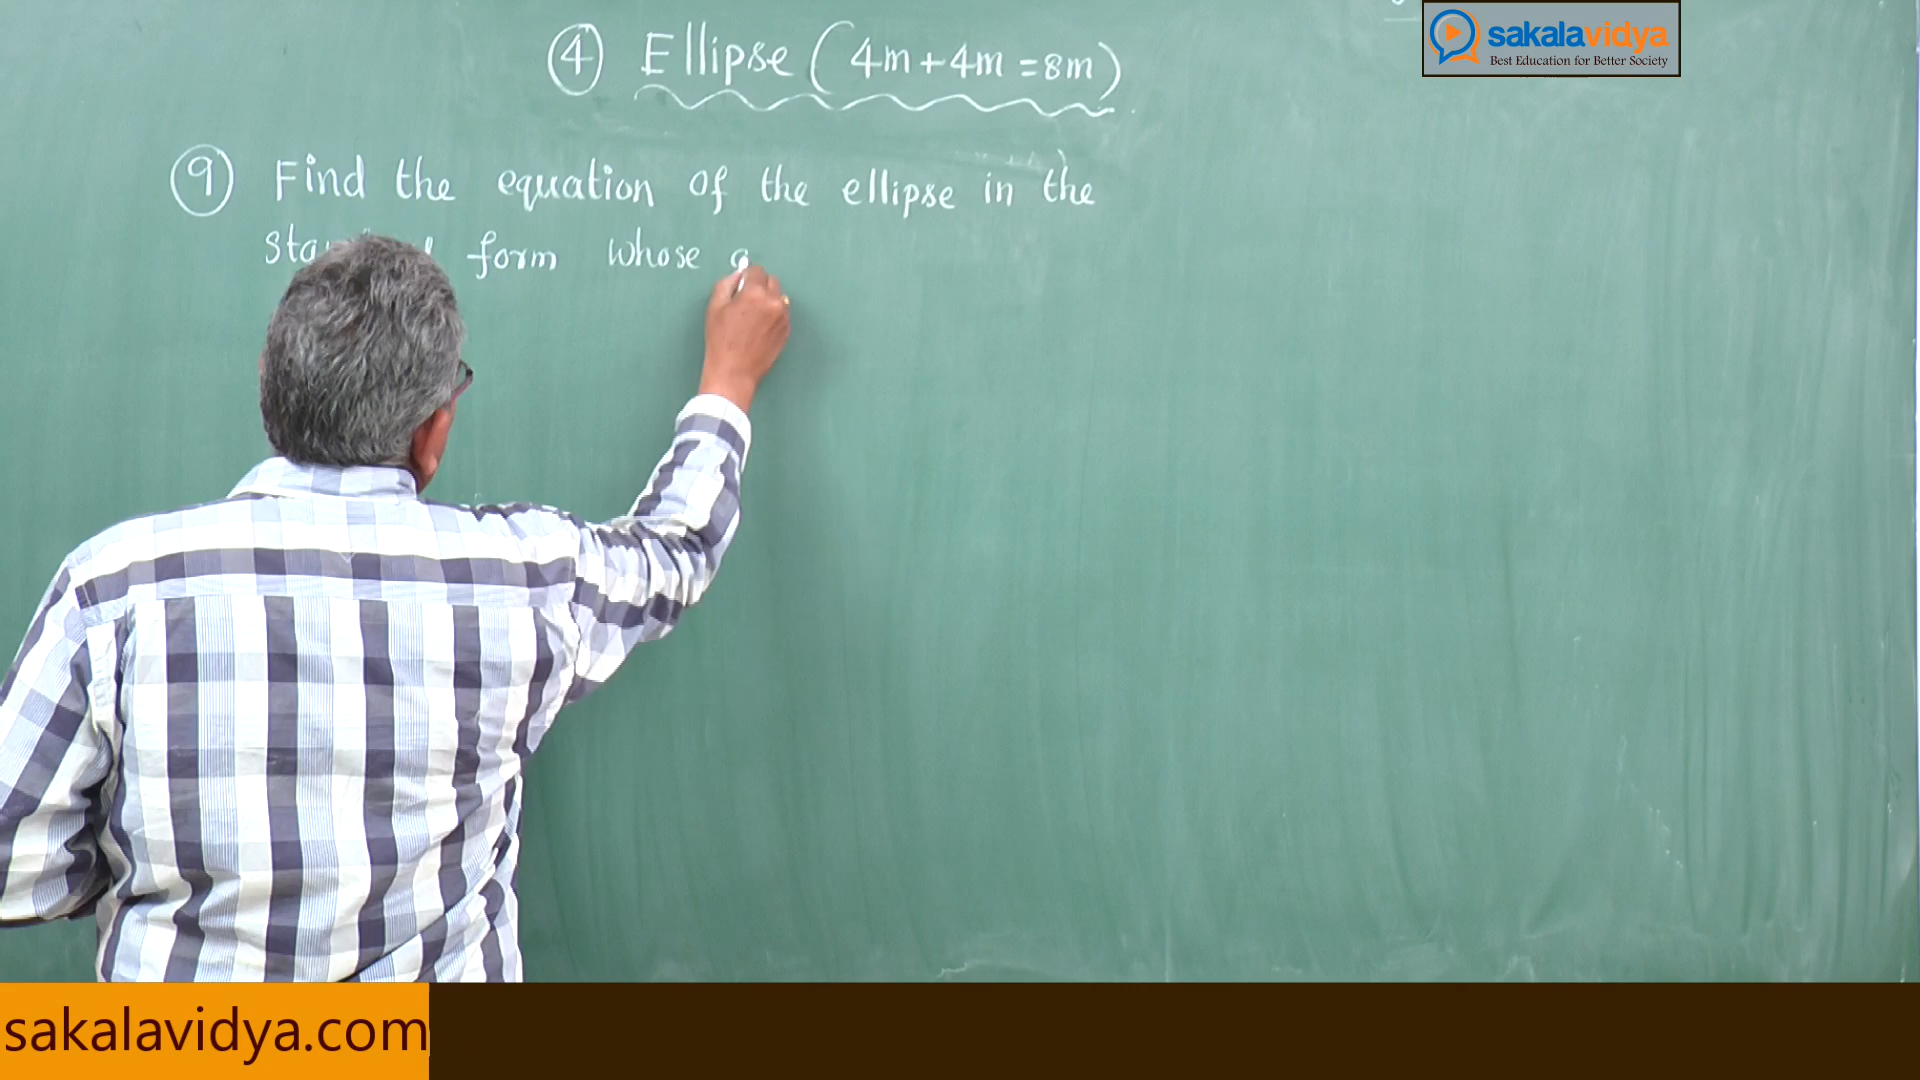 ④ Ellipse (4m+4m=8m)
sakalavidya
Best Education for Better Society
⑨ Find the equation of the ellipse in the
form whose
sakalavidya.com